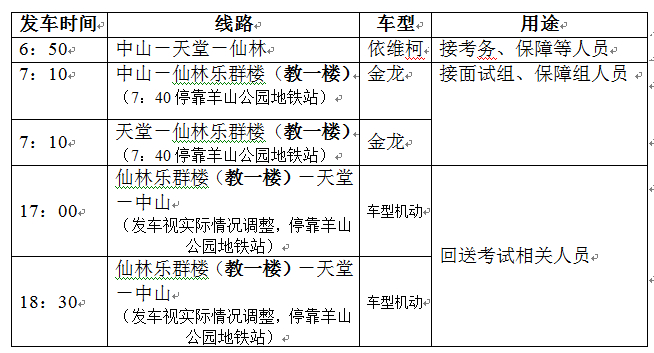 发车时间 线路 车型 用途
6：50 中山－天堂－仙林 依维柯 接考务、保障等人员
7：10 中山－仙林乐群楼（教一楼） 金龙 接面试组、保障组人员
（7：40 停靠羊山公园地铁站）
7：10 天堂－仙林乐群楼（教一楼） 金龙
（7：40 停靠羊山公园地铁站）
17：00 仙林乐群楼（教一楼）－天堂
－中山 车型机动
（发车视实际情况调整，停靠羊山
公园地铁站）
回送考试相关人员
18：30 仙林乐群楼（教一楼）－天堂
－中山 车型机动
（发车视实际情况调整，停靠羊山
公园地铁站）